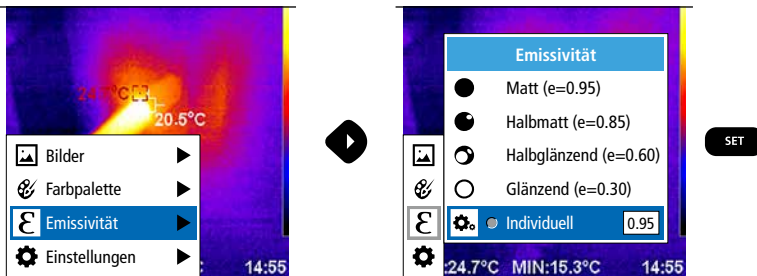 24.7°C
20.5°C
Bilder
Farbpalette
Ɛ Emissivität
Einstellungen
: 14:55
Emissivität
Matt (e=0.95)
Halbmatt (e=0.85)
Halbglänzend (e=0.60)
Glänzend (e=0.30)
Ɛ Individuell 0.95
:24.7°C MIN:15.3°C 14:55
SET